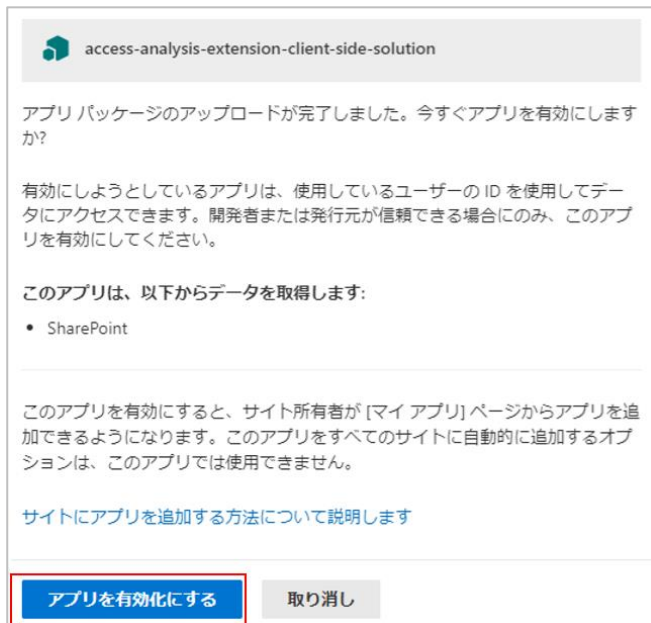 access-analysis-extension-client-side-solution
アプリ パッケージのアップロードが完了しました。今すぐアプリを有効にします
か?
有効にしようとしているアプリは、使用しているユーザーの ID を使用してデー
タにアクセスできます。開発者または発行元が信頼できる場合にのみ、このアプ
リを有効にしてください。
このアプリは、以下からデータを取得します:
• SharePoint
このアプリを有効にすると、サイト所有者が [マイ アプリ] ページからアプリを追
加できるようになります。このアプリをすべてのサイトに自動的に追加するオプ
ションは、このアプリでは使用できません。
サイトにアプリを追加する方法について説明します
アプリを有効化にする 取り消し